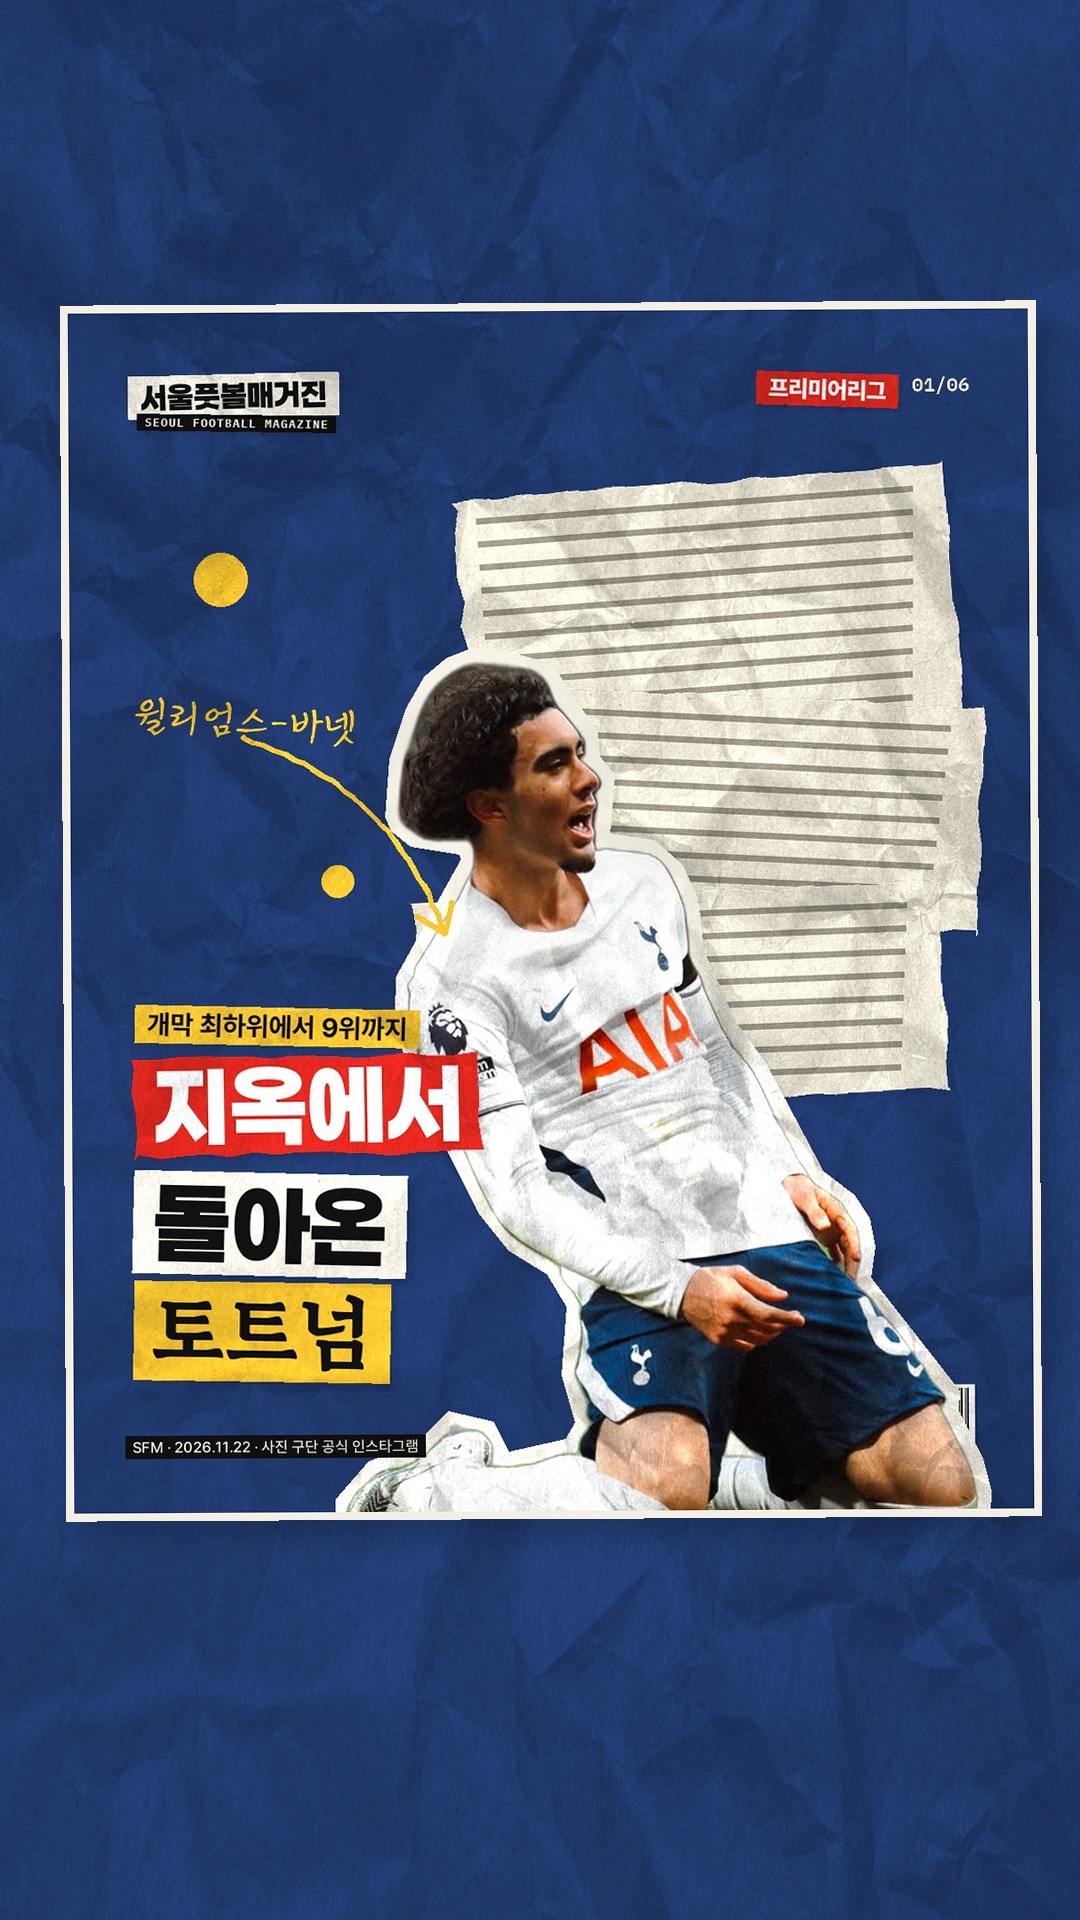 서울풋볼매거진
SEOUL FOOTBALL MAGAZINE
프리미어리그 01/06
윌리엄스-바넷
AIA
개막 최하위에서 9위까지
지옥에서
돌아온
토트넘
6
SFM · 2026.11.22 · 사진 구단 공식 인스타그램